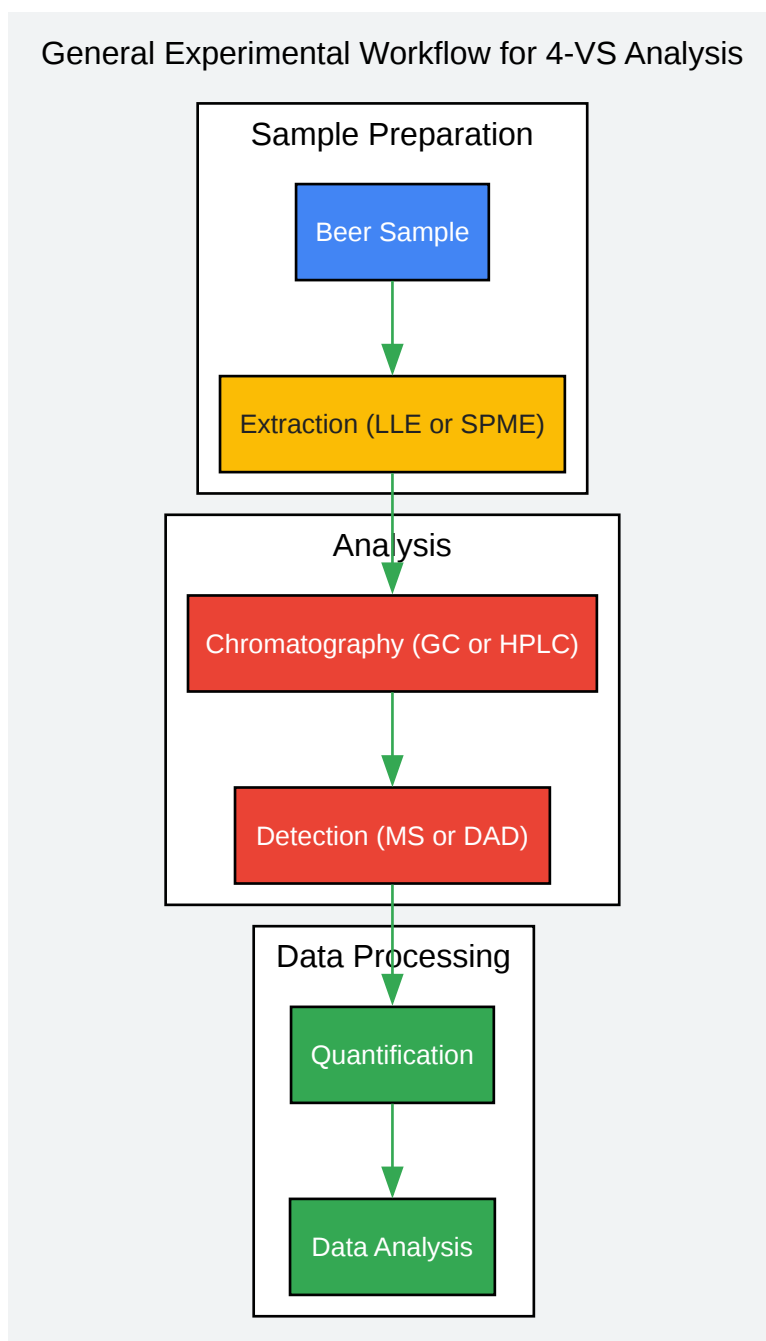 General Experimental Workflow for 4-VS Analysis
Sample Preparation
Beer Sample
Extraction (LLE or SPME)
Analysis
Chromatography (GC or HPLC)
Detection (MS or DAD)
Data Processing
Quantification
Data Analysis